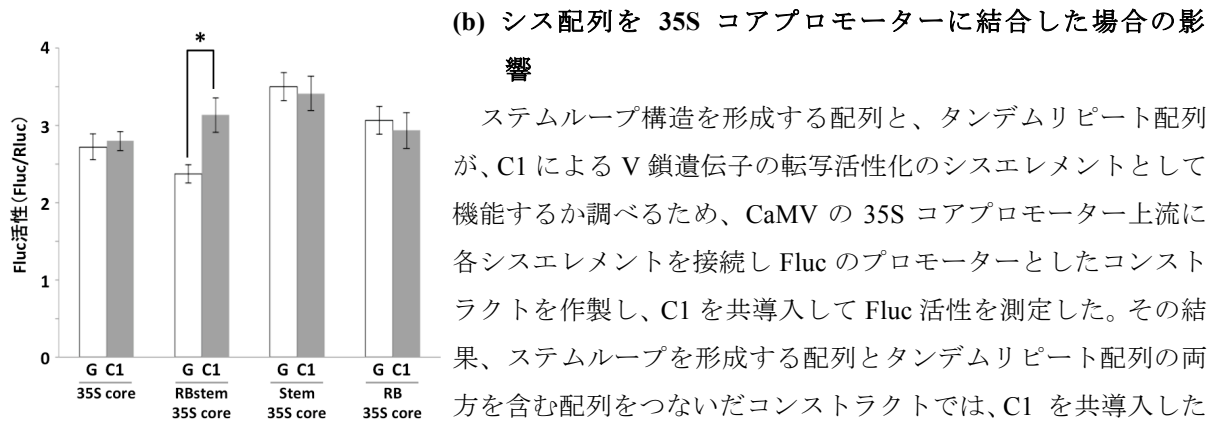 4
3
2
1
0
Fluc活性(Fluc/Rluc)
*
G C1 G C1 G C1 G C1
35S core RBstem Stem RB
35S core 35S core 35S core
(b) シス配列を 35S コアプロモーターに結合した場合の影
響
ステムループ構造を形成する配列と、タンデムリピート配列
が、C1 による V 鎖遺伝子の転写活性化のシスエレメントとして
機能するか調べるため、CaMV の 35S コアプロモーター上流に
各シスエレメントを接続し Fluc のプロモーターとしたコンスト
ラクトを作製し、C1 を共導入して Fluc 活性を測定した。その結
果、ステムループを形成する配列とタンデムリピート配列の両
方を含む配列をつないだコンストラクトでは、C1 を共導入した